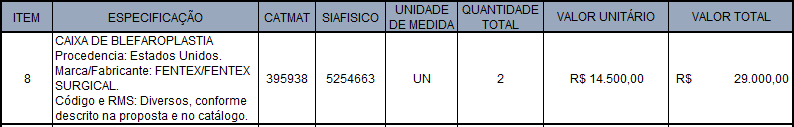 ITEM ESPECIFICAÇÃO CATMAT SIAFISICO UNIDADE DE MEDIDA QUANTIDADE TOTAL VALOR UNITÁRIO VALOR TOTAL
8
CAIXA DE BLEFAROPLASTIA
Procedencia: Estados Unidos.
Marca/Fabricante: FENTEX/FENTEX
SURGICAL.
Código e RMS: Diversos, conforme
descrito na proposta e no catálogo.
395938 5254663 UN 2 R$ 14.500,00 R$ 29.000,00